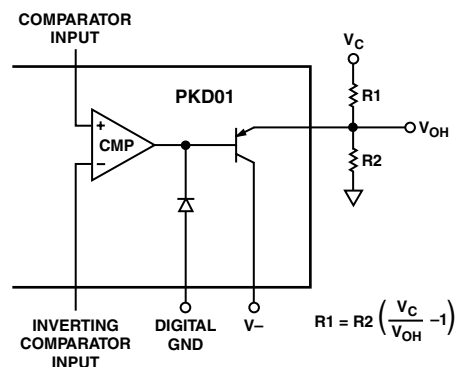 COMPARATOR
INPUT
V_C
PKD01
R1
+
CMP
−
V_OH
R2
INVERTING
COMPARATOR
INPUT
DIGITAL
GND
V−
R1 = R2 (V_C / V_OH −1)